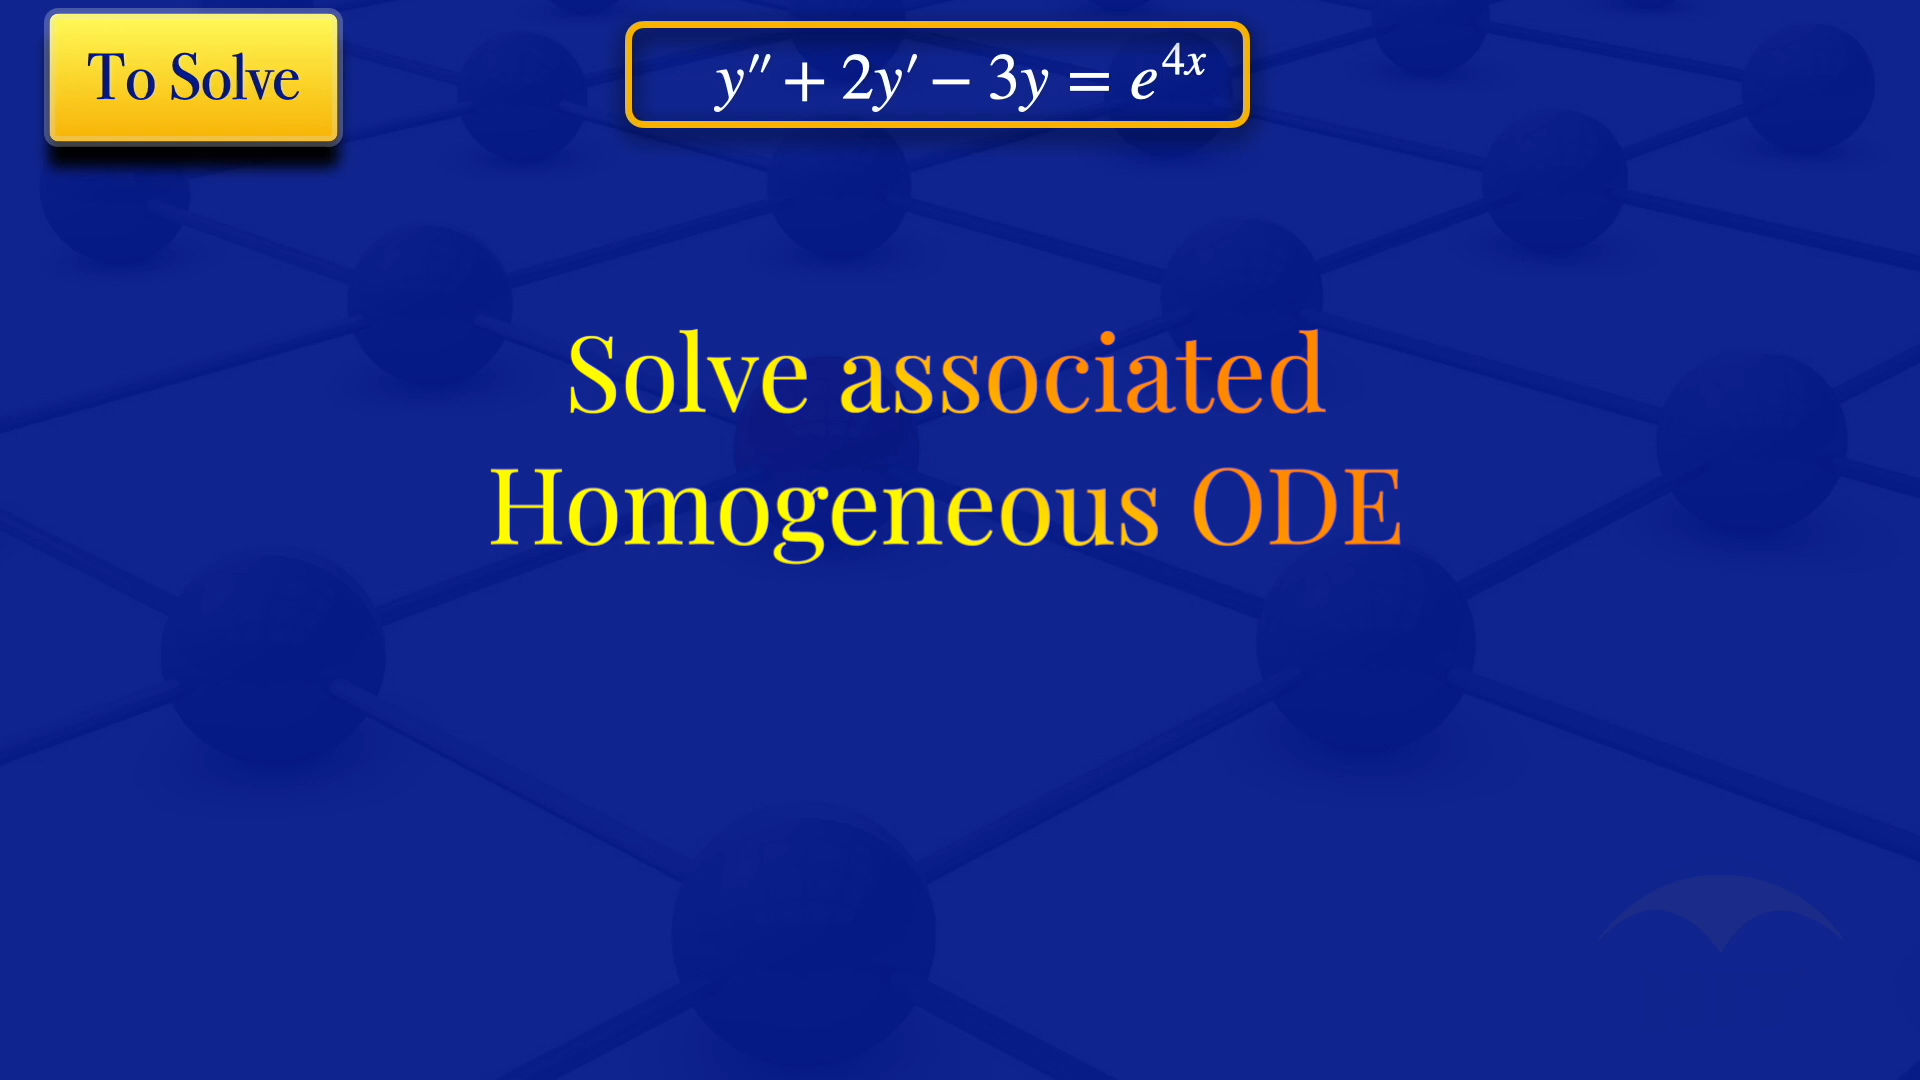 To Solve
y″ + 2y′ − 3y = e^{4x}
Solve associated
Homogeneous ODE